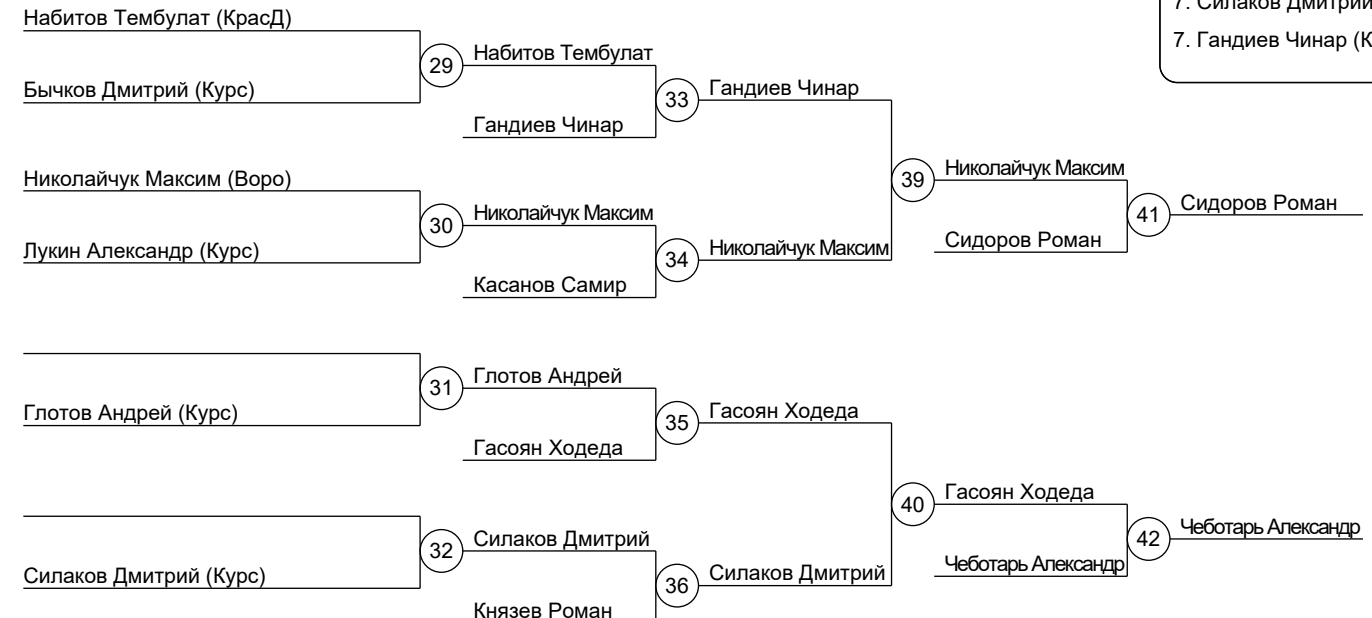 Набитов Тембулат (КрасД)
7. Силаков Дмитрий
29
Набитов Тембулат
7. Гандиев Чинар (К
Бычков Дмитрий (Курс)
33
Гандиев Чинар
Гандиев Чинар
Николайчук Максим (Воро)
39
Николайчук Максим
30
Николайчук Максим
41
Сидоров Роман
Лукин Александр (Курс)
34
Николайчук Максим
Сидоров Роман
Касанов Самир
31
Глотов Андрей
Глотов Андрей (Курс)
35
Гасоян Ходеда
Гасоян Ходеда
40
Гасоян Ходеда
32
Силаков Дмитрий
42
Чеботарь Александр
Силаков Дмитрий (Курс)
36
Силаков Дмитрий
Чеботарь Александр
Князев Роман